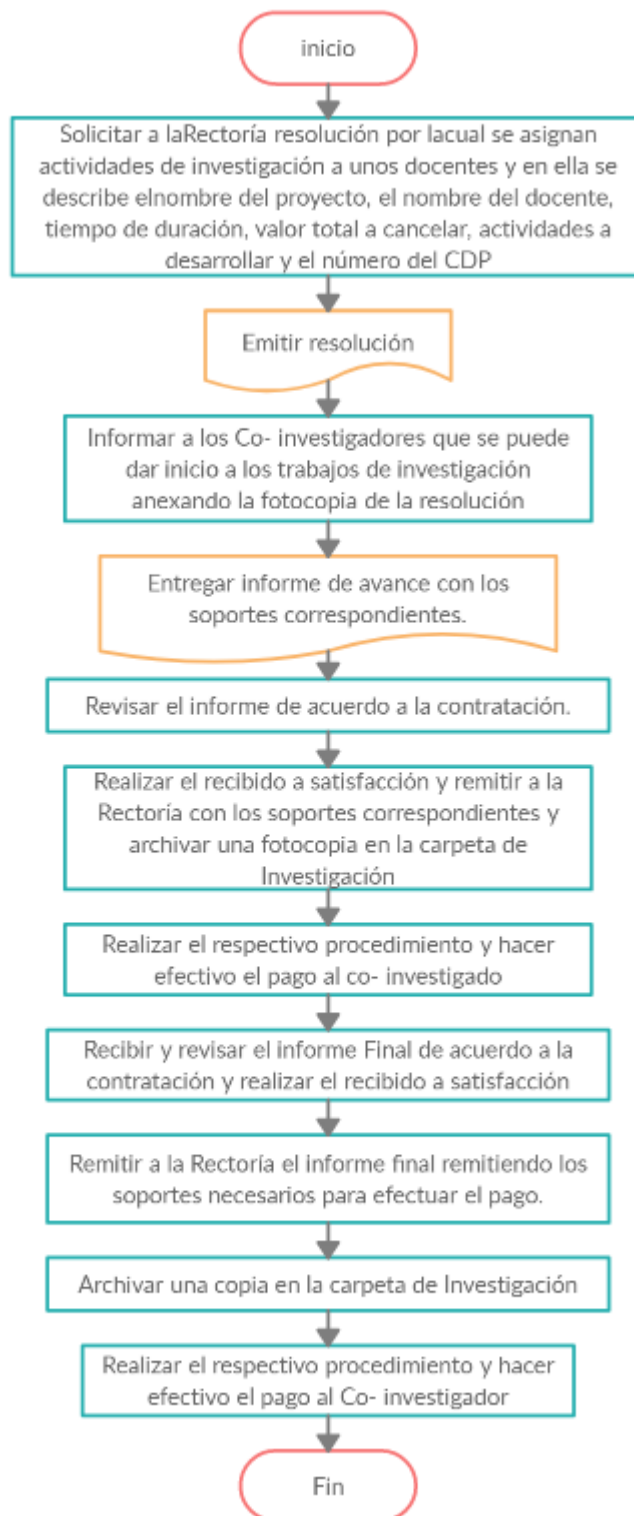 inicio
Solicitar a laRectoría resolución por lacual se asignan
actividades de investigación a unos docentes y en ella se
describe elnombre del proyecto, el nombre del docente,
tiempo de duración, valor total a cancelar, actividades a
desarrollar y el número del CDP
Emitir resolución
Informar a los Co- investigadores que se puede
dar inicio a los trabajos de investigación
anexando la fotocopia de la resolución
Entregar informe de avance con los
soportes correspondientes.
Revisar el informe de acuerdo a la contratación.
Realizar el recibido a satisfacción y remitir a la
Rectoría con los soportes correspondientes y
archivar una fotocopia en la carpeta de
Investigación
Realizar el respectivo procedimiento y hacer
efectivo el pago al co- investigado
Recibir y revisar el informe Final de acuerdo a la
contratación y realizar el recibido a satisfacción
Remitir a la Rectoría el informe final remitiendo los
soportes necesarios para efectuar el pago.
Archivar una copia en la carpeta de Investigación
Realizar el respectivo procedimiento y hacer
efectivo el pago al Co- investigador
Fin